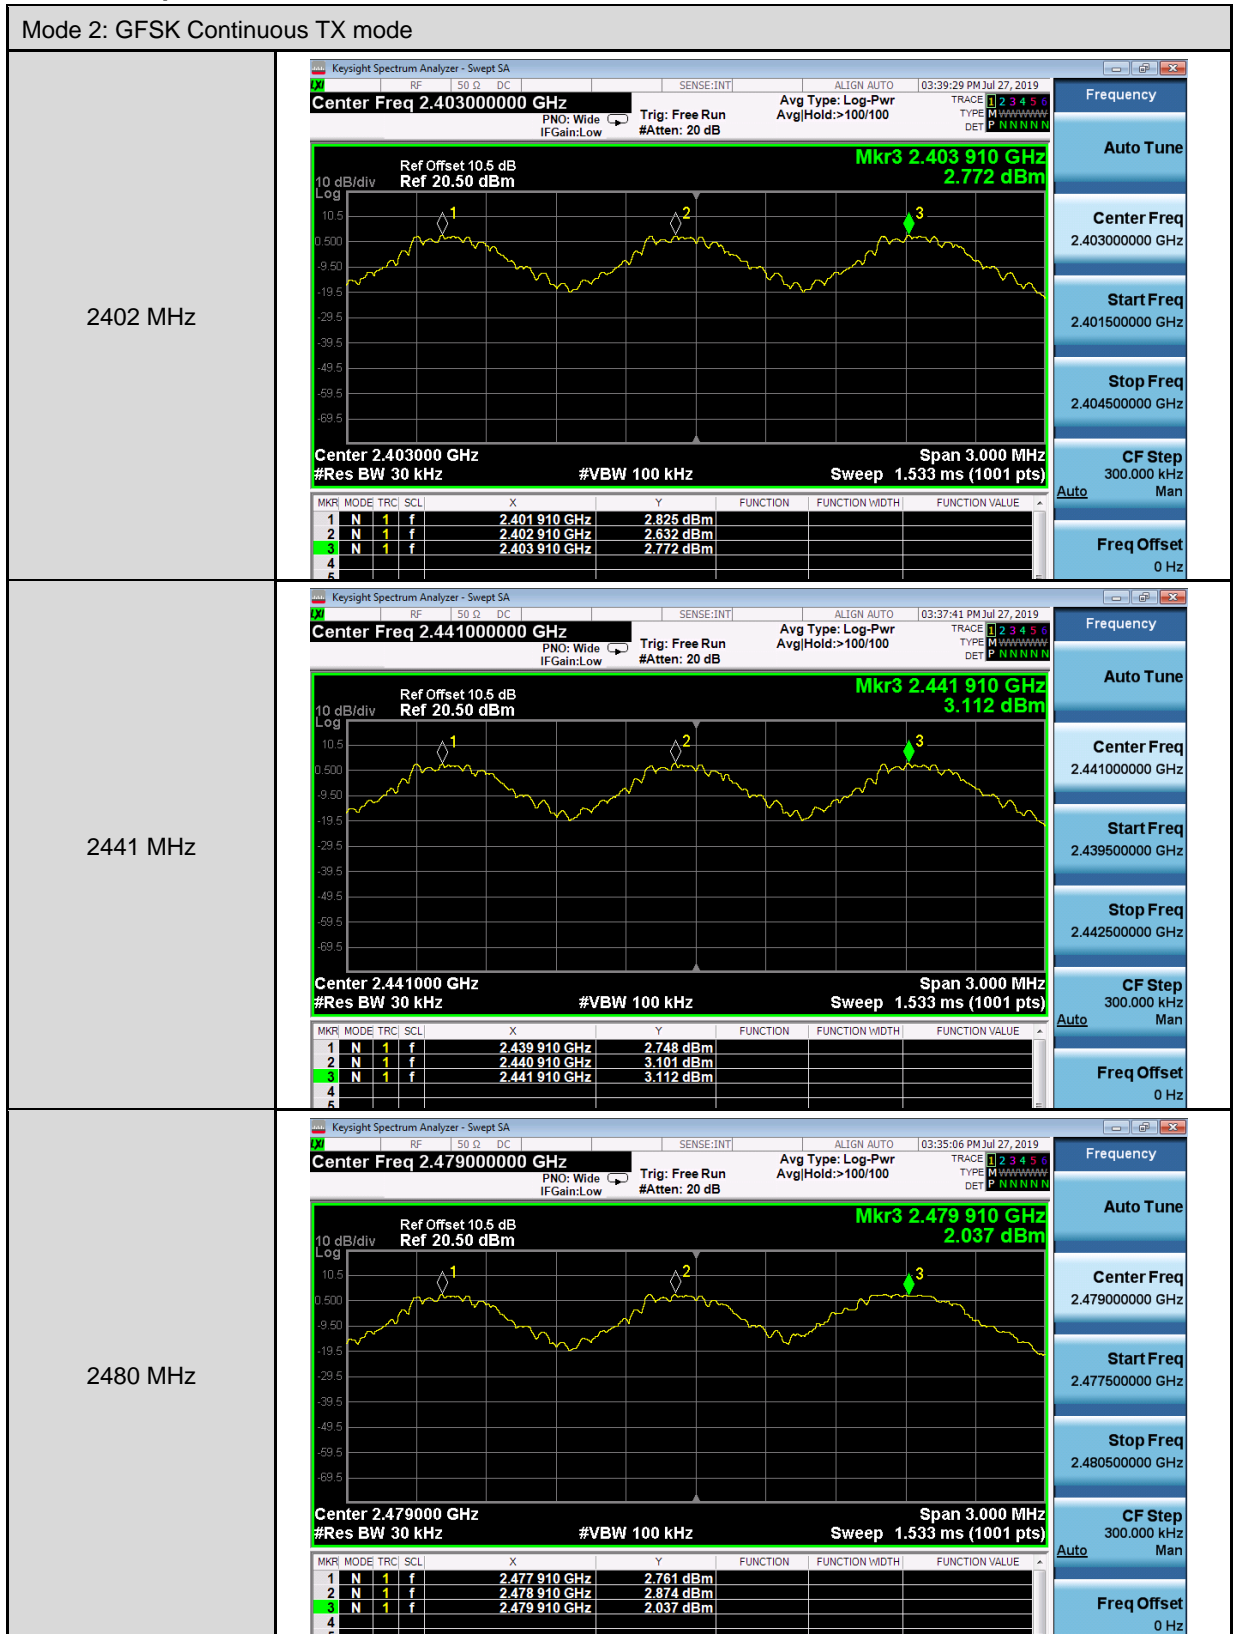 Mode 2: GFSK Continuous TX mode
2402 MHz
Keysight Spectrum Analyzer - Swept SA
LXI RF 50 Ω DC SENSE:INT ALIGN AUTO 03:39:29 PM Jul 27, 2019
Center Freq 2.403000000 GHz
PNO: Wide
IFGain:Low
Trig: Free Run
#Atten: 20 dB
Avg Type: Log-Pwr
Avg|Hold:>100/100
TRACE 1 2 3 4 5 6
TYPE M WWWWW
DET P N N N N N
Frequency
Auto Tune
Mkr3 2.403 910 GHz
2.772 dBm
Ref Offset 10.5 dB
10 dB/div Ref 20.50 dBm
Log
10.5
0.500
-9.50
-19.5
-29.5
-39.5
-49.5
-59.5
-69.5
1 2 3
Center 2.403000 GHz Span 3.000 MHz
#Res BW 30 kHz #VBW 100 kHz Sweep 1.533 ms (1001 pts)
MKR MODE TRC SCL X Y FUNCTION FUNCTION WIDTH FUNCTION VALUE
1 N 1 f 2.401 910 GHz 2.825 dBm
2 N 1 f 2.402 910 GHz 2.632 dBm
3 N 1 f 2.403 910 GHz 2.772 dBm
4
5
Center Freq
2.403000000 GHz
Start Freq
2.401500000 GHz
Stop Freq
2.404500000 GHz
CF Step
300.000 kHz
Auto Man
Freq Offset
0 Hz
2441 MHz
Keysight Spectrum Analyzer - Swept SA
LXI RF 50 Ω DC SENSE:INT ALIGN AUTO 03:37:41 PM Jul 27, 2019
Center Freq 2.441000000 GHz
PNO: Wide
IFGain:Low
Trig: Free Run
#Atten: 20 dB
Avg Type: Log-Pwr
Avg|Hold:>100/100
TRACE 1 2 3 4 5 6
TYPE M WWWWW
DET P N N N N N
Frequency
Auto Tune
Mkr3 2.441 910 GHz
3.112 dBm
Ref Offset 10.5 dB
10 dB/div Ref 20.50 dBm
Log
10.5
0.500
-9.50
-19.5
-29.5
-39.5
-49.5
-59.5
-69.5
1 2 3
Center 2.441000 GHz Span 3.000 MHz
#Res BW 30 kHz #VBW 100 kHz Sweep 1.533 ms (1001 pts)
MKR MODE TRC SCL X Y FUNCTION FUNCTION WIDTH FUNCTION VALUE
1 N 1 f 2.439 910 GHz 2.748 dBm
2 N 1 f 2.440 910 GHz 3.101 dBm
3 N 1 f 2.441 910 GHz 3.112 dBm
4
5
Center Freq
2.441000000 GHz
Start Freq
2.439500000 GHz
Stop Freq
2.442500000 GHz
CF Step
300.000 kHz
Auto Man
Freq Offset
0 Hz
2480 MHz
Keysight Spectrum Analyzer - Swept SA
LXI RF 50 Ω DC SENSE:INT ALIGN AUTO 03:35:06 PM Jul 27, 2019
Center Freq 2.479000000 GHz
PNO: Wide
IFGain:Low
Trig: Free Run
#Atten: 20 dB
Avg Type: Log-Pwr
Avg|Hold:>100/100
TRACE 1 2 3 4 5 6
TYPE M WWWWW
DET P N N N N N
Frequency
Auto Tune
Mkr3 2.479 910 GHz
2.037 dBm
Ref Offset 10.5 dB
10 dB/div Ref 20.50 dBm
Log
10.5
0.500
-9.50
-19.5
-29.5
-39.5
-49.5
-59.5
-69.5
1 2 3
Center 2.479000 GHz Span 3.000 MHz
#Res BW 30 kHz #VBW 100 kHz Sweep 1.533 ms (1001 pts)
MKR MODE TRC SCL X Y FUNCTION FUNCTION WIDTH FUNCTION VALUE
1 N 1 f 2.477 910 GHz 2.761 dBm
2 N 1 f 2.478 910 GHz 2.874 dBm
3 N 1 f 2.479 910 GHz 2.037 dBm
4
Center Freq
2.479000000 GHz
Start Freq
2.477500000 GHz
Stop Freq
2.480500000 GHz
CF Step
300.000 kHz
Auto Man
Freq Offset
0 Hz